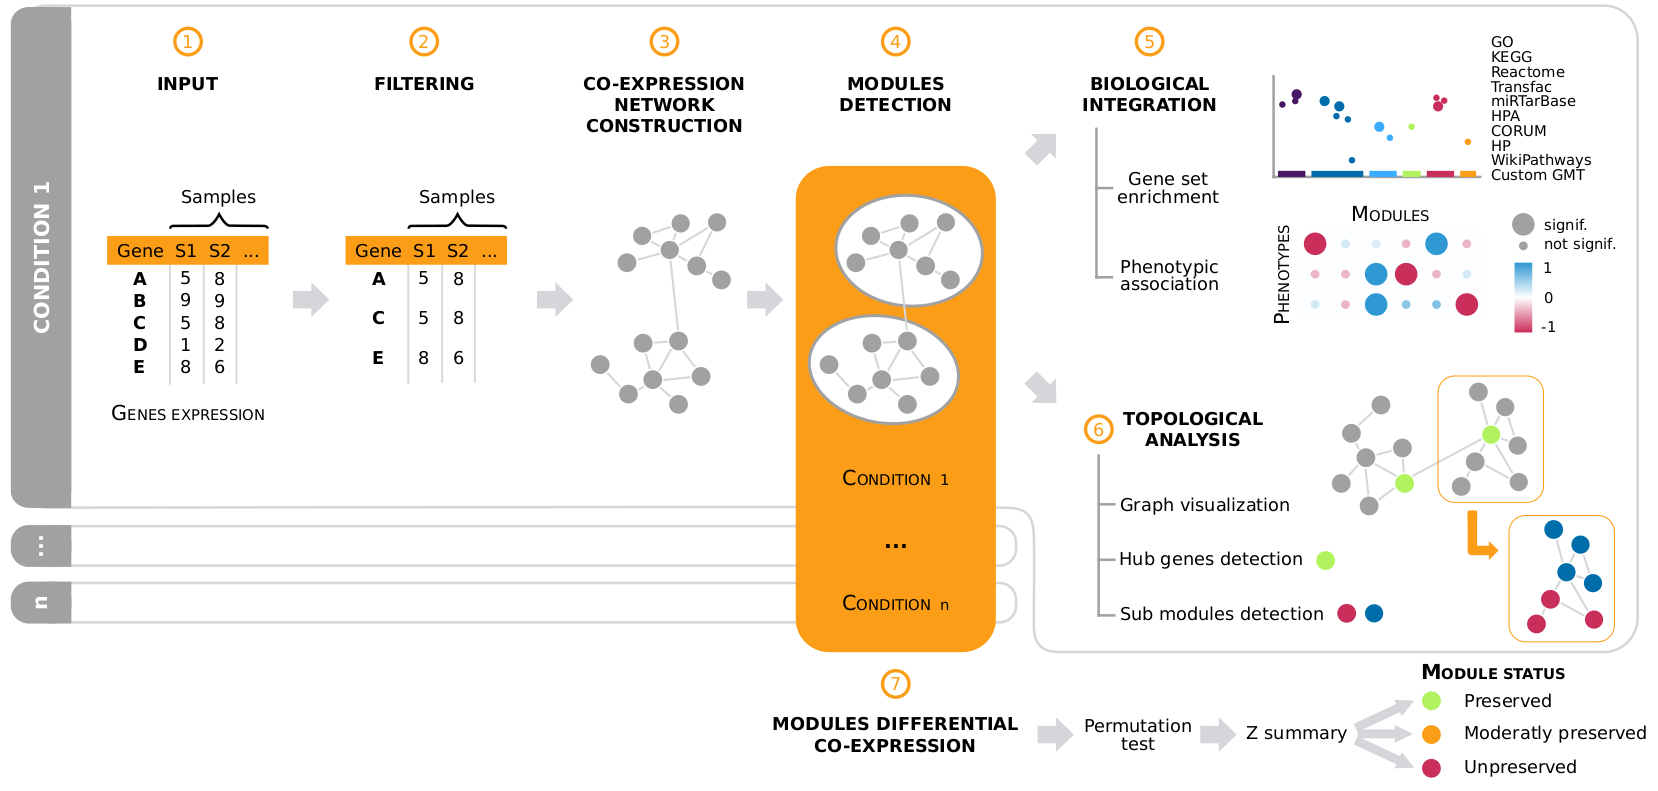 CONDITION 1
...
n
1
INPUT
Samples
Gene S1 S2 ...
A 5 8
B 9 9
C 5 8
D 1 2
E 8 6
GENES EXPRESSION
2
FILTERING
Samples
Gene S1 S2 ...
A 5 8
C 5 8
E 8 6
3
CO-EXPRESSION
NETWORK
CONSTRUCTION
4
MODULES
DETECTION
CONDITION 1
...
CONDITION n
5
BIOLOGICAL
INTEGRATION
Gene set
enrichment
Phenotypic
association
GO
KEGG
Reactome
Transfac
miRTarBase
HPA
CORUM
HP
WikiPathways
Custom GMT
MODULES
PHENOTYPES
signif.
not signif.
1
0
-1
6
TOPOLOGICAL
ANALYSIS
Graph visualization
Hub genes detection
Sub modules detection
7
MODULES DIFFERENTIAL
CO-EXPRESSION
Permutation
test
Z summary
MODULE STATUS
Preserved
Moderatly preserved
Unpreserved